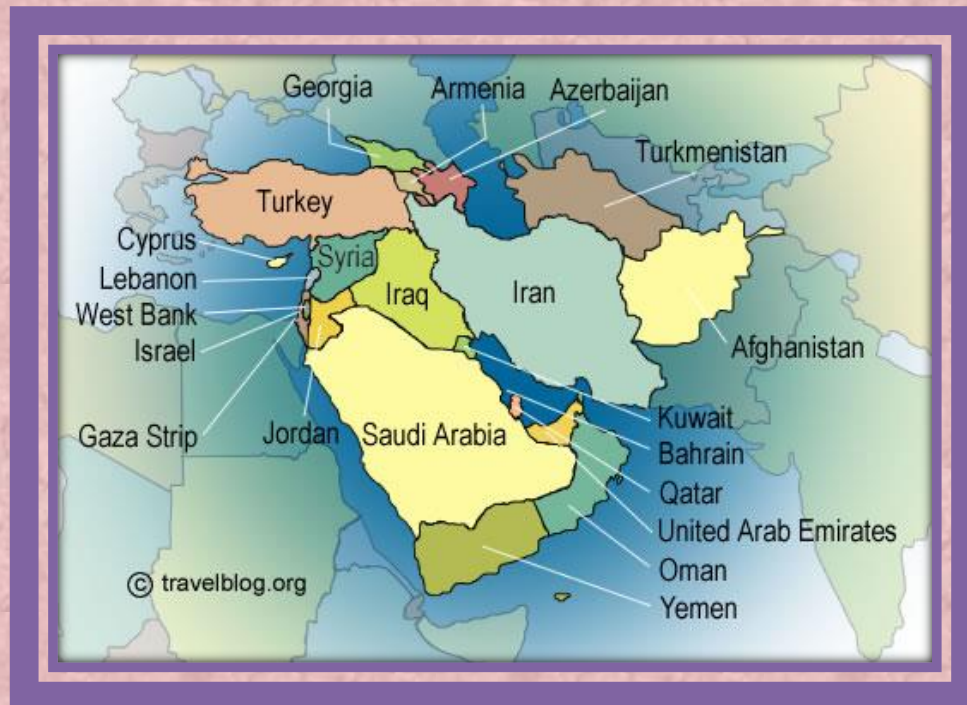 Georgia
Armenia
Azerbaijan
Turkmenistan
Turkey
Cyprus
Syria
Lebanon
Iraq
Iran
West Bank
Israel
Afghanistan
Kuwait
Gaza Strip
Jordan
Saudi Arabia
Bahrain
Qatar
United Arab Emirates
Oman
© travelblog.org
Yemen